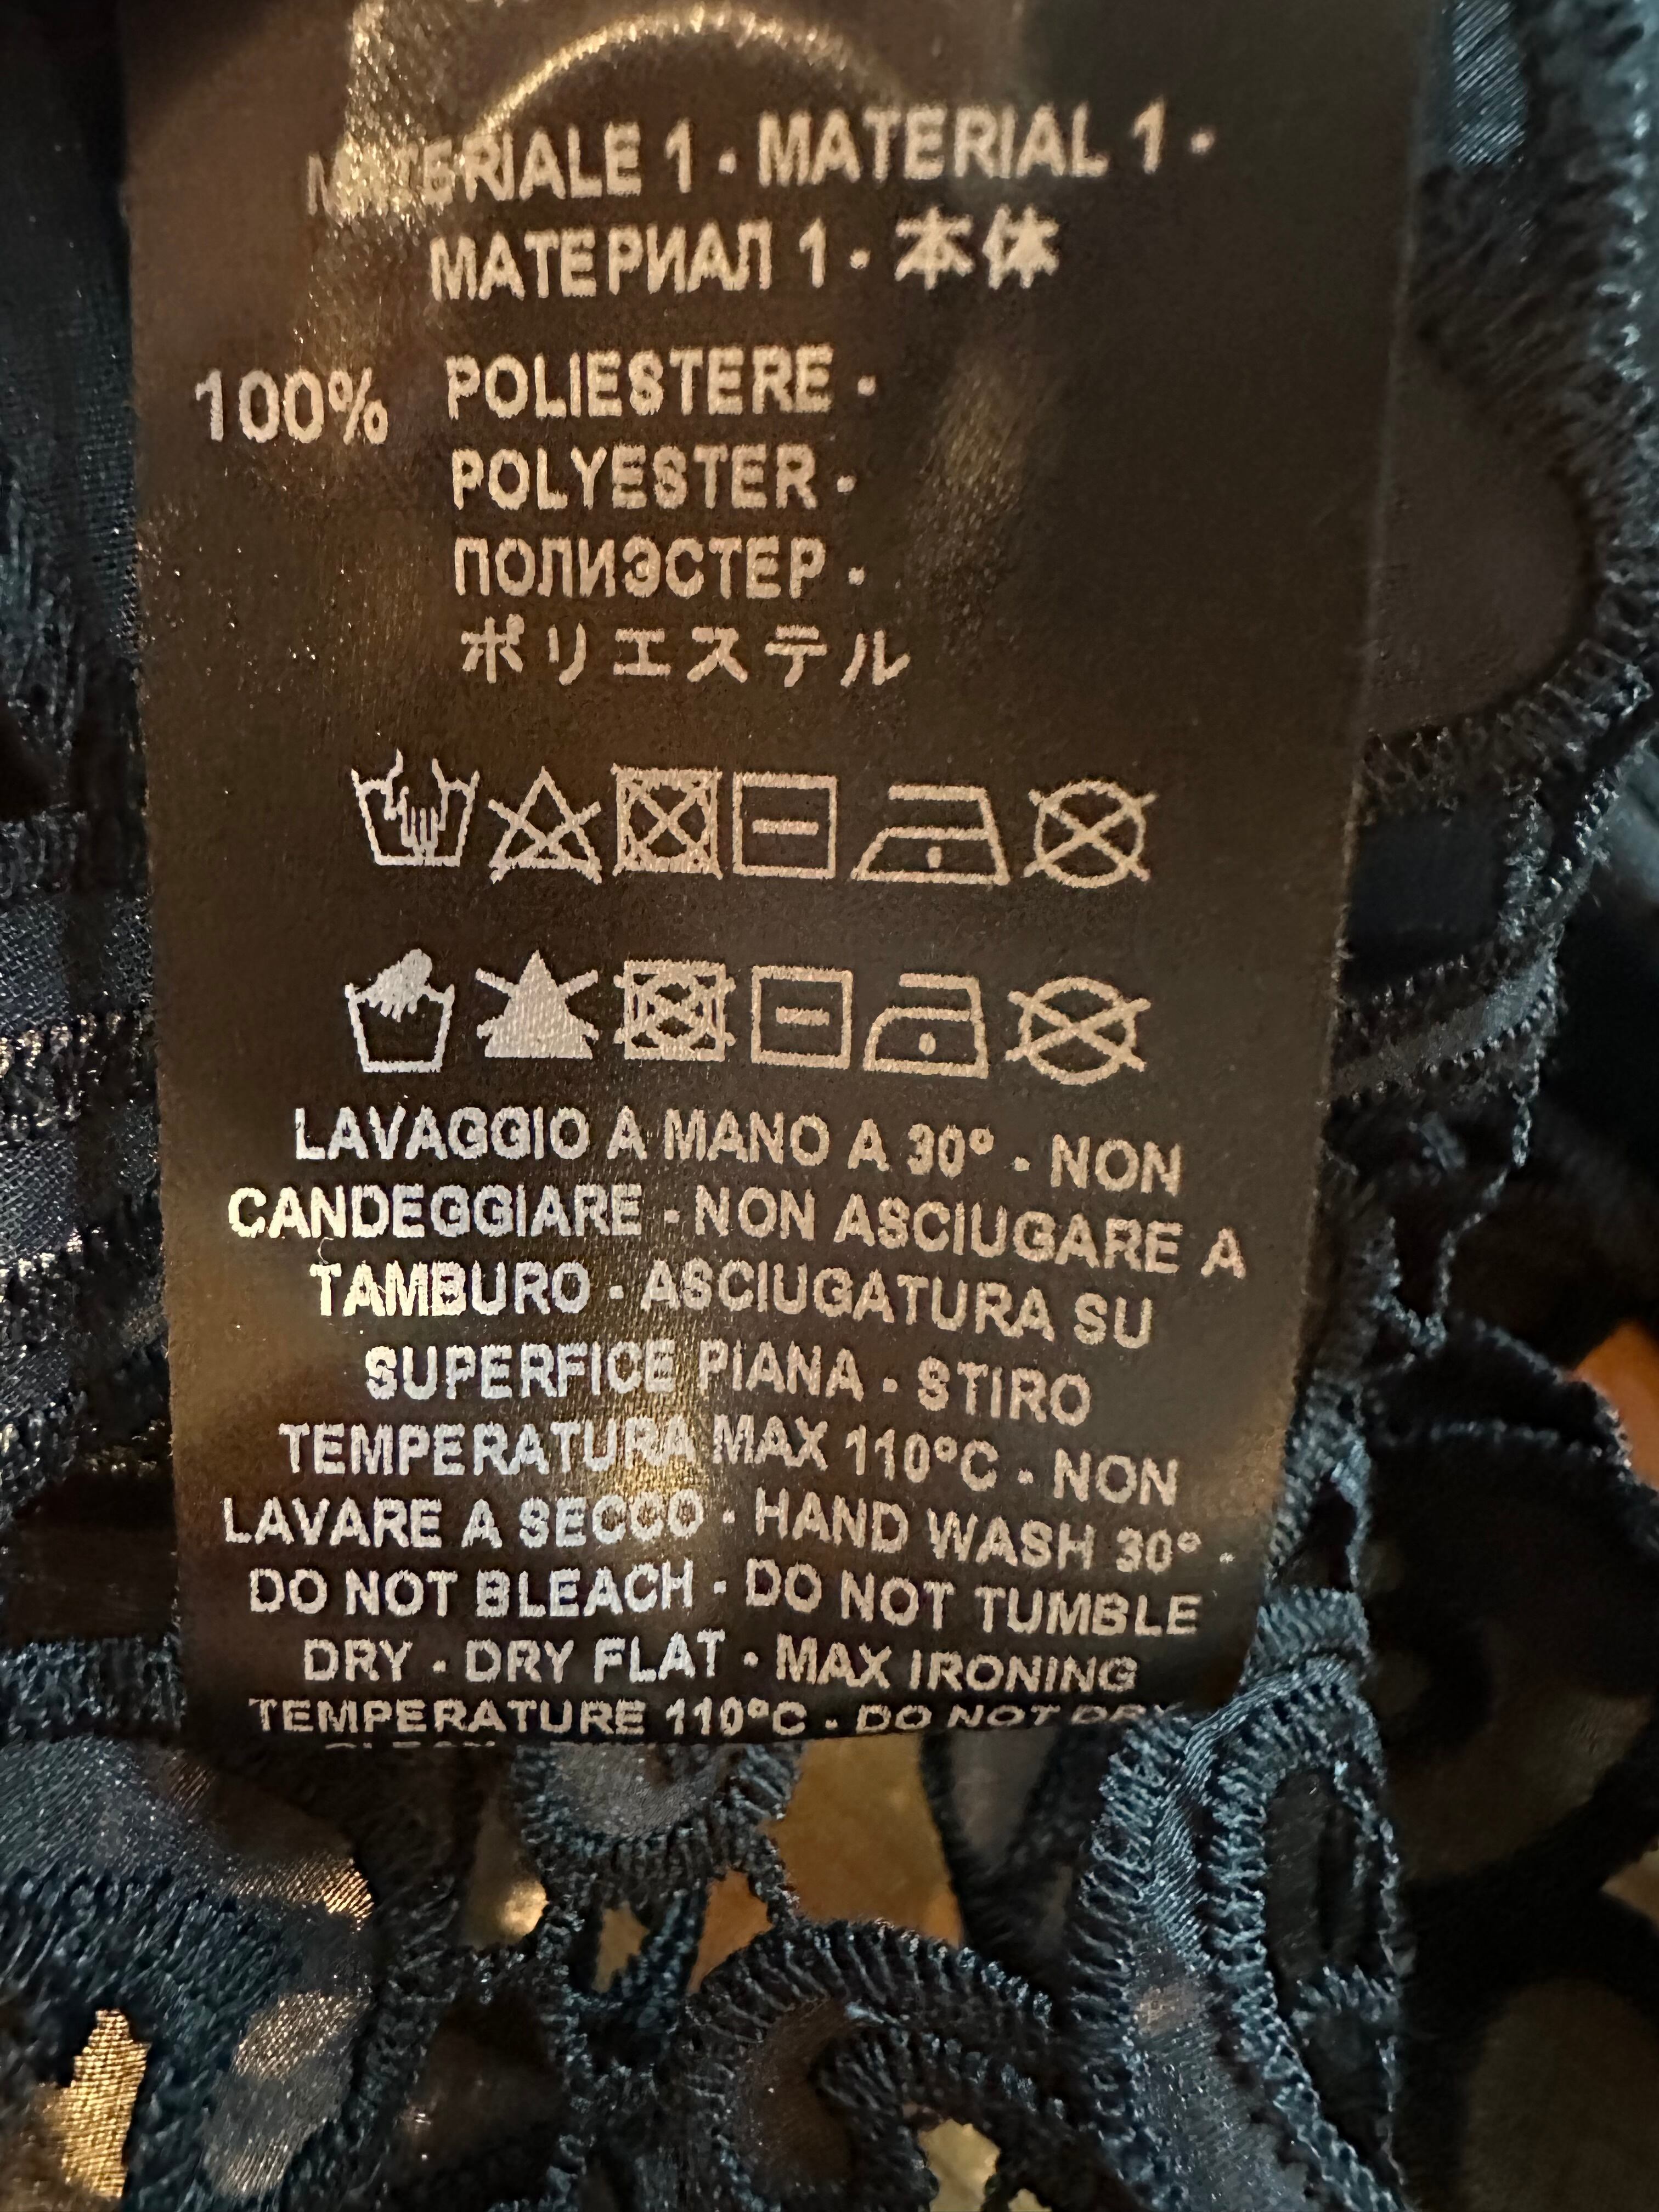 MATERIALE 1 · MATERIAL 1 ·
МАТЕРИАЛ 1 · 本体
100% POLIESTERE ·
POLYESTER ·
ПОЛИЭСТЕР ·
ポリエステル
LAVAGGIO A MANO A 30° - NON
CANDEGGIARE - NON ASCIUGARE A
TAMBURO - ASCIUGATURA SU
SUPERFICE PIANA - STIRO
TEMPERATURA MAX 110°C - NON
LAVARE A SECCO - HAND WASH 30° -
DO NOT BLEACH - DO NOT TUMBLE
DRY - DRY FLAT - MAX IRONING
TEMPERATURE 110°C - DO NOT DRY